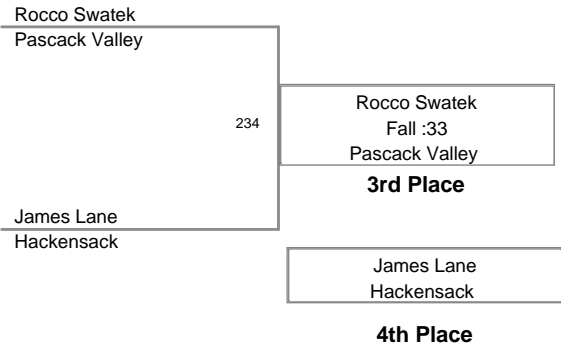 Rocco Swatek
Pascack Valley
234
Rocco Swatek
Fall :33
Pascack Valley
3rd Place
James Lane
Hackensack
James Lane
Hackensack
4th Place